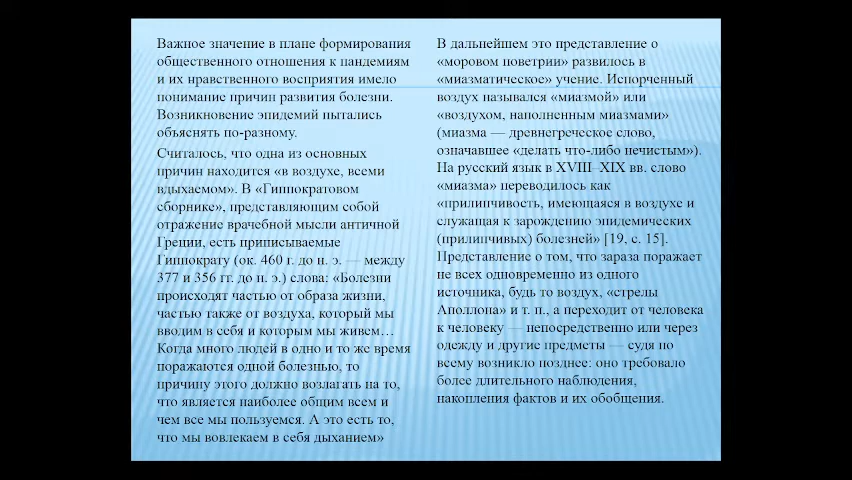 Важное значение в плане формирования
общественного отношения к пандемиям
и их нравственного восприятия имело
понимание причин развития болезни.
Возникновение эпидемий пытались
объяснять по-разному.
Считалось, что одна из основных
причин находится «в воздухе, всеми
вдыхаемом». В «Гиппократовом
сборнике», представляющим собой
отражение врачебной мысли античной
Греции, есть приписываемые
Гиппократу (ок. 460 г. до н. э. — между
377 и 356 гг. до н. э.) слова: «Болезни
происходят частью от образа жизни,
частью также от воздуха, который мы
вводим в себя и которым мы живем…
Когда много людей в одно и то же время
поражаются одной болезнью, то
причину этого должно возлагать на то,
что является наиболее общим всем и
чем все мы пользуемся. А это есть то,
что мы вовлекаем в себя дыханием»
В дальнейшем это представление о
«моровом поветрии» развилось в
«миазматическое» учение. Испорченный
воздух назывался «миазмой» или
«воздухом, наполненным миазмами»
(миазма — древнегреческое слово,
означавшее «делать что-либо нечистым»).
На русский язык в XVIII–XIX вв. слово
«миазма» переводилось как
«прилипчивость, имеющаяся в воздухе и
служащая к зарождению эпидемических
(прилипчивых) болезней» [19, с. 15].
Представление о том, что зараза поражает
не всех одновременно из одного
источника, будь то воздух, «стрелы
Аполлона» и т. п., а переходит от человека
к человеку — непосредственно или через
одежду и другие предметы — судя по
всему возникло позднее: оно требовало
более длительного наблюдения,
накопления фактов и их обобщения.